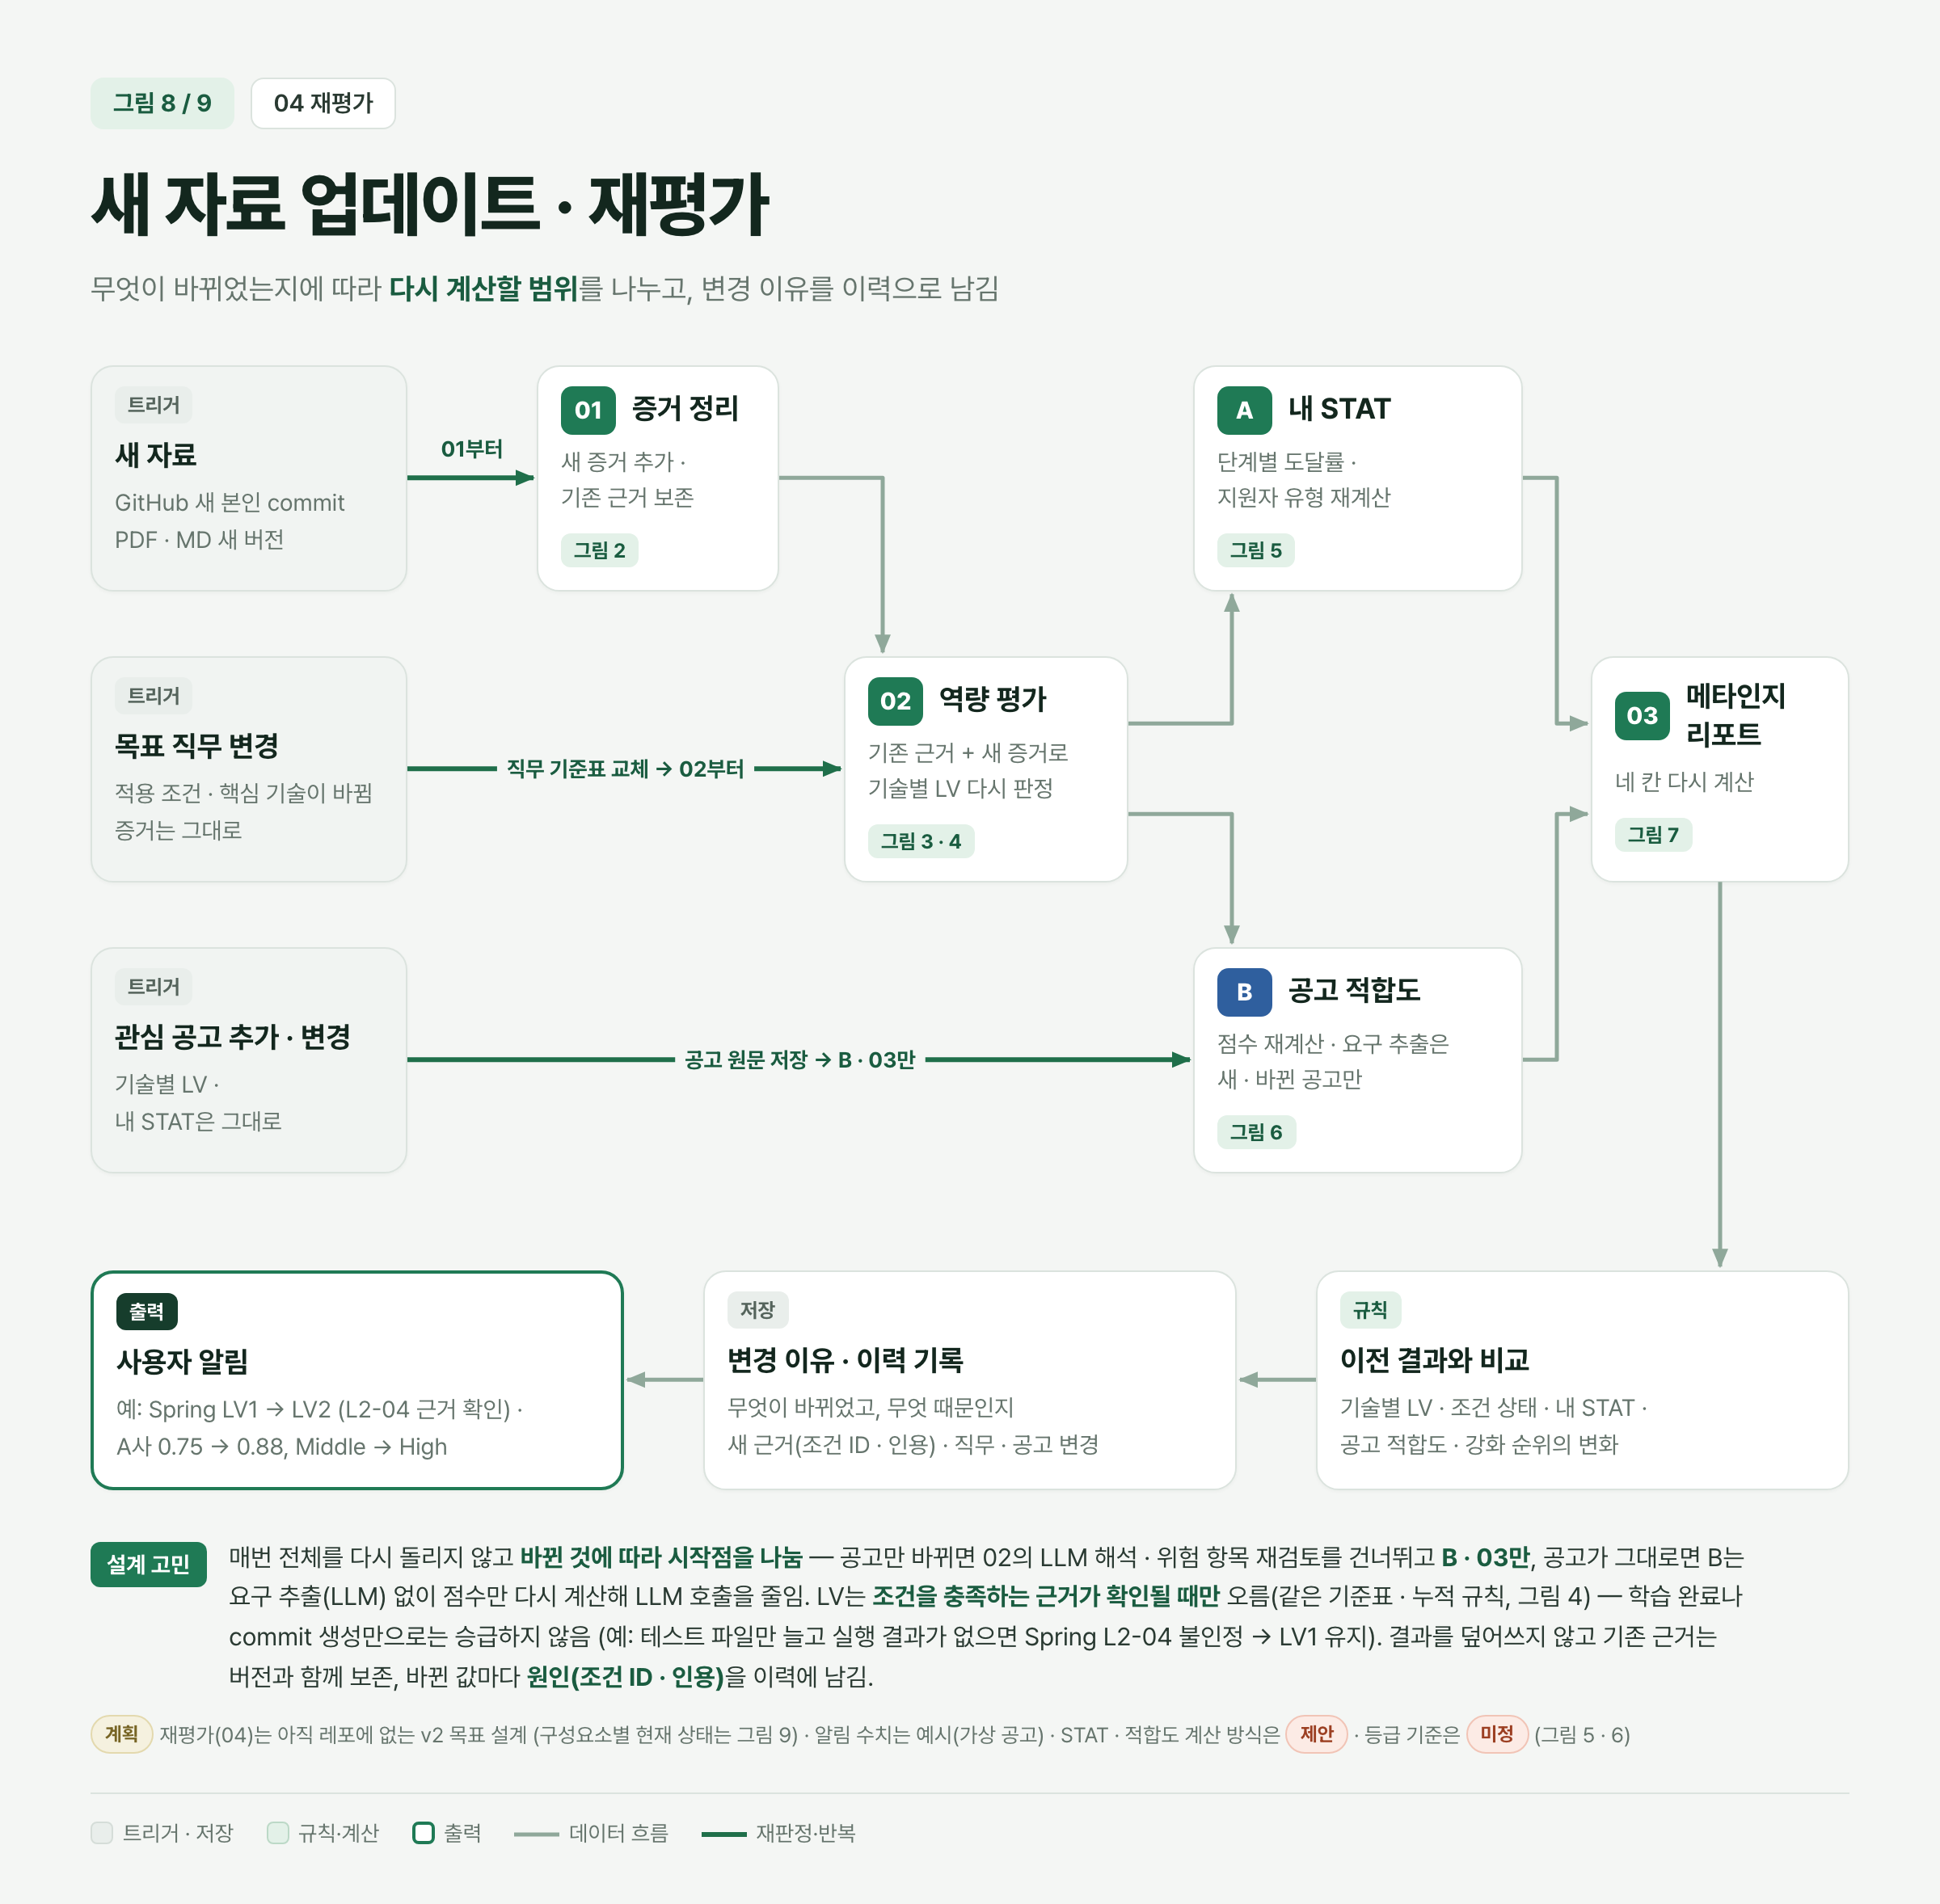 그림 8 / 9
04 재평가
새 자료 업데이트 · 재평가
무엇이 바뀌었는지에 따라 다시 계산할 범위를 나누고, 변경 이유를 이력으로 남김
트리거
새 자료
GitHub 새 본인 commit
PDF · MD 새 버전
01부터
01 증거 정리
새 증거 추가 ·
기존 근거 보존
그림 2
A 내 STAT
단계별 도달률 ·
지원자 유형 재계산
그림 5
트리거
목표 직무 변경
적용 조건 · 핵심 기술이 바뀜
증거는 그대로
직무 기준표 교체 → 02부터
02 역량 평가
기존 근거 + 새 증거로
기술별 LV 다시 판정
그림 3 · 4
03 메타인지
리포트
네 칸 다시 계산
그림 7
트리거
관심 공고 추가 · 변경
기술별 LV ·
내 STAT은 그대로
공고 원문 저장 → B · 03만
B 공고 적합도
점수 재계산 · 요구 추출은
새 · 바뀐 공고만
그림 6
출력
사용자 알림
예: Spring LV1 → LV2 (L2-04 근거 확인) ·
A사 0.75 → 0.88, Middle → High
저장
변경 이유 · 이력 기록
무엇이 바뀌었고, 무엇 때문인지
새 근거(조건 ID · 인용) · 직무 · 공고 변경
규칙
이전 결과와 비교
기술별 LV · 조건 상태 · 내 STAT ·
공고 적합도 · 강화 순위의 변화
설계 고민
매번 전체를 다시 돌리지 않고 바뀐 것에 따라 시작점을 나눔 — 공고만 바뀌면 02의 LLM 해석 · 위험 항목 재검토를 건너뛰고 B · 03만, 공고가 그대로면 B는
요구 추출(LLM) 없이 점수만 다시 계산해 LLM 호출을 줄임. LV는 조건을 충족하는 근거가 확인될 때만 오름(같은 기준표 · 누적 규칙, 그림 4) — 학습 완료나
commit 생성만으로는 승급하지 않음 (예: 테스트 파일만 늘고 실행 결과가 없으면 Spring L2-04 불인정 → LV1 유지). 결과를 덮어쓰지 않고 기존 근거는
버전과 함께 보존, 바뀐 값마다 원인(조건 ID · 인용)을 이력에 남김.
계획 재평가(04)는 아직 레포에 없는 v2 목표 설계 (구성요소별 현재 상태는 그림 9) · 알림 수치는 예시(가상 공고) · STAT · 적합도 계산 방식은 제안 · 등급 기준은 미정 (그림 5 · 6)
트리거 · 저장
규칙·계산
출력
데이터 흐름
재판정·반복